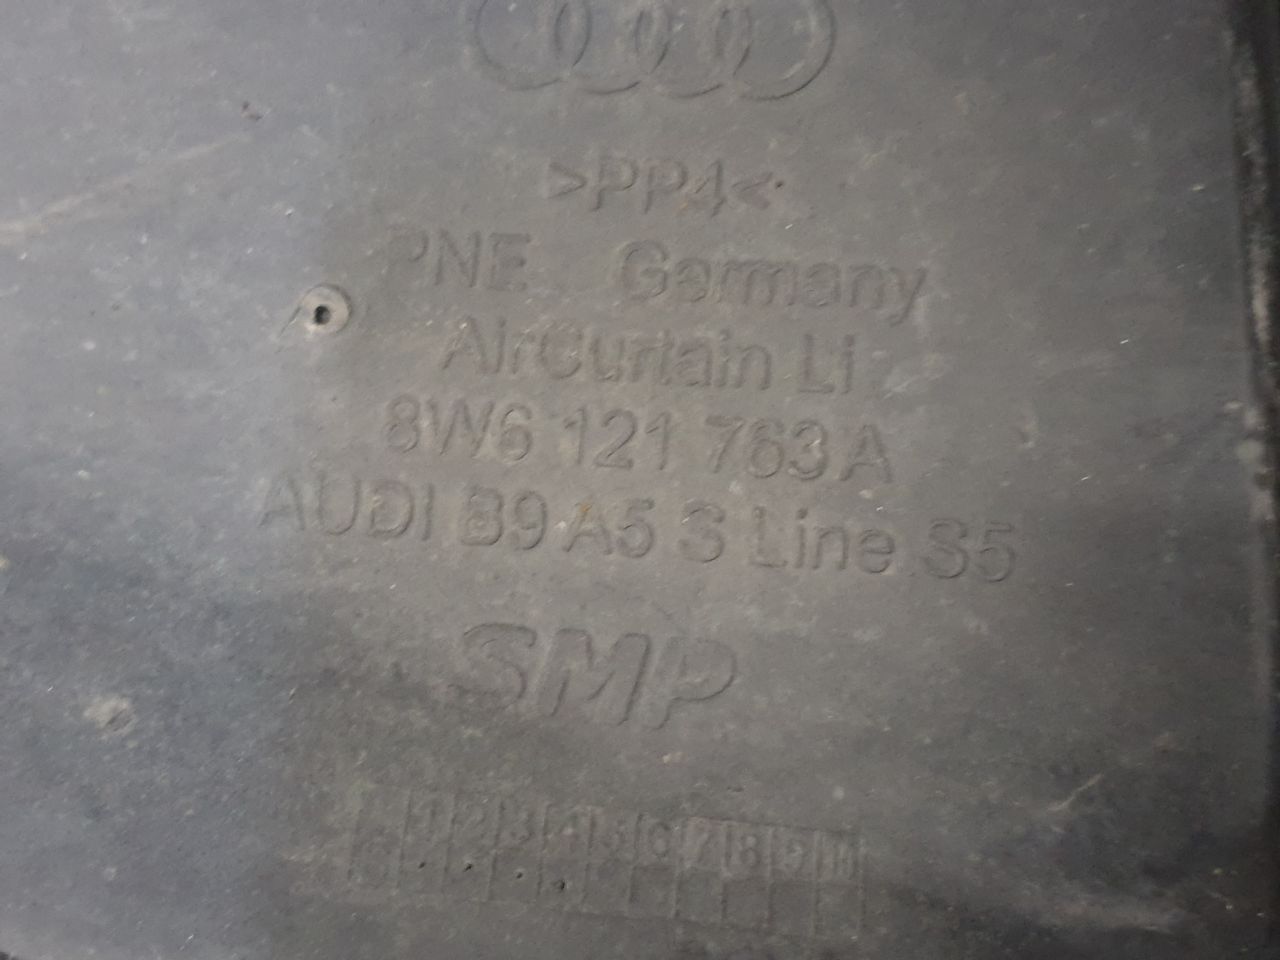 >PP4<
PNE Germany
AirCurtain Li
8W6 121 763 A
AUDI B9 A5 S Line S5
SMP
1 2 3 4 5 6 7 8 9 10